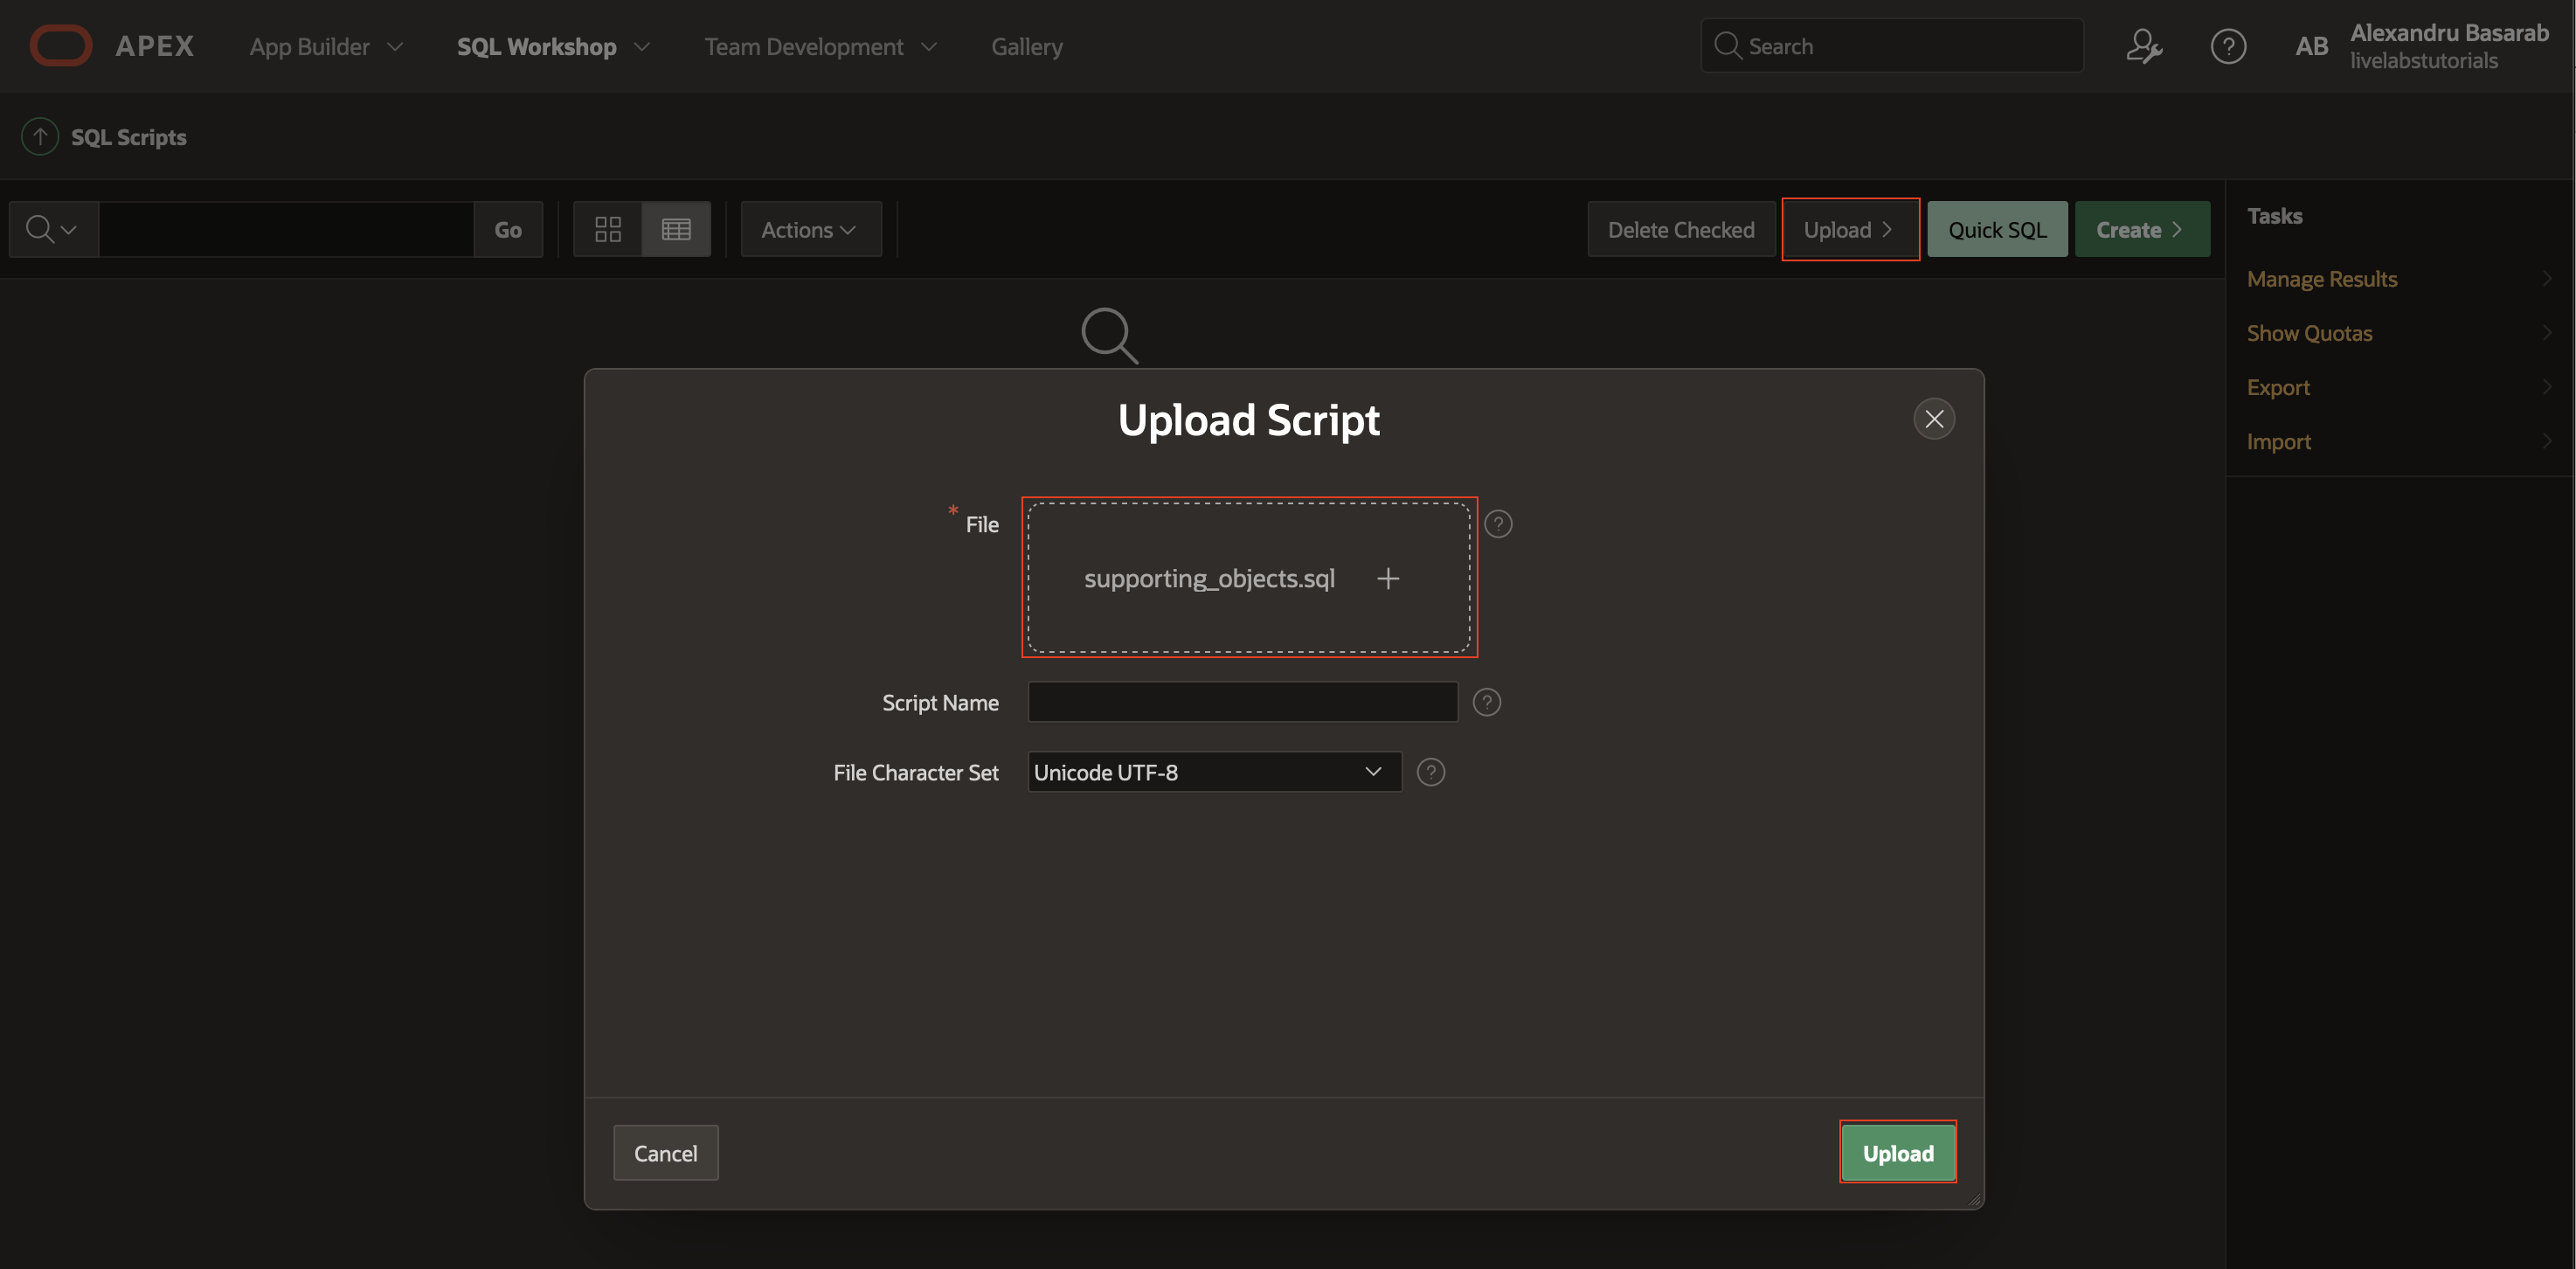 APEX App Builder SQL Workshop Team Development Gallery Search AB Alexandru Basarab
livelabstutorials
SQL Scripts
Go Actions Delete Checked Upload Quick SQL Create
Tasks
Manage Results
Show Quotas
Export
Import
Upload Script
* File
supporting_objects.sql
Script Name
File Character Set Unicode UTF-8
Cancel Upload